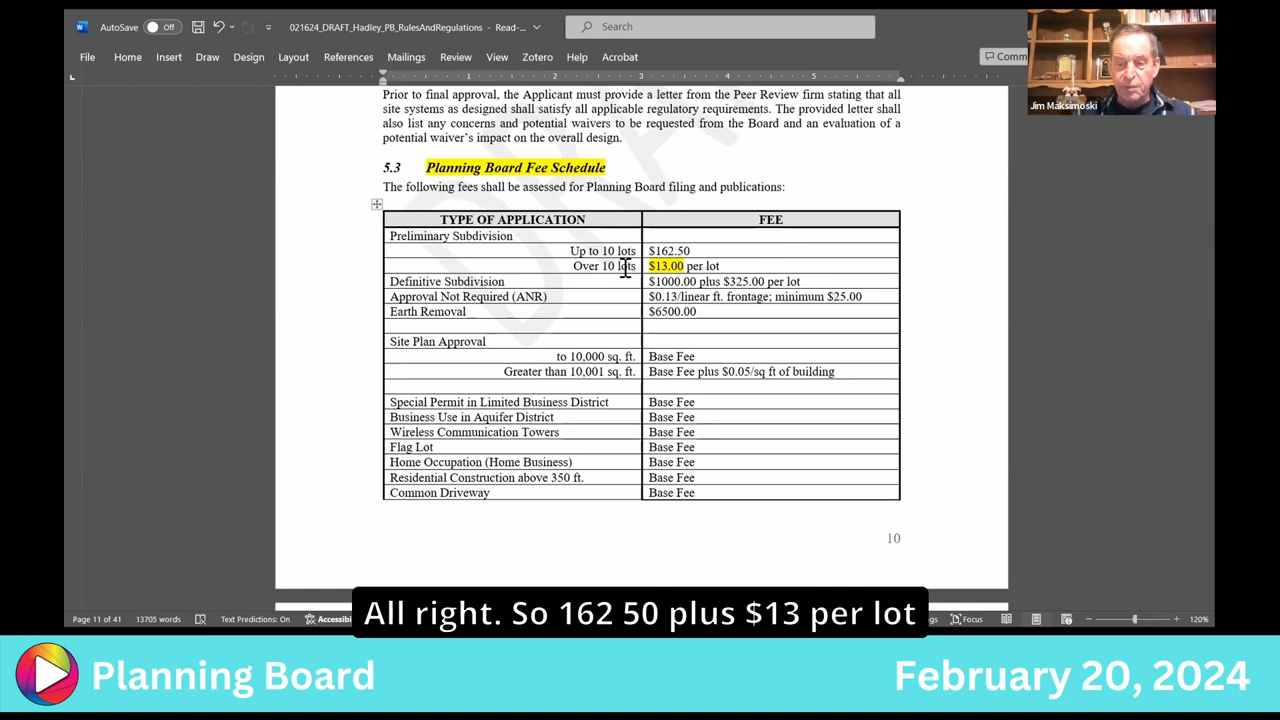 AutoSave Off 021624_DRAFT_Hadley_PB_RulesAndRegulations - Read-... Search
File Home Insert Draw Design Layout References Mailings Review View Zotero Help Acrobat
Jim Maksimoski
1 2 3 4 5
Prior to final approval, the Applicant must provide a letter from the Peer Review firm stating that all
site systems as designed shall satisfy all applicable regulatory requirements. The provided letter shall
also list any concerns and potential waivers to be requested from the Board and an evaluation of a
potential waiver's impact on the overall design.
5.3 Planning Board Fee Schedule
The following fees shall be assessed for Planning Board filing and publications:
TYPE OF APPLICATION FEE
Preliminary Subdivision
Up to 10 lots $162.50
Over 10 lots $13.00 per lot
Definitive Subdivision $1000.00 plus $325.00 per lot
Approval Not Required (ANR) $0.13/linear ft. frontage; minimum $25.00
Earth Removal $6500.00
Site Plan Approval
to 10,000 sq. ft. Base Fee
Greater than 10,001 sq. ft. Base Fee plus $0.05/sq ft of building
Special Permit in Limited Business District Base Fee
Business Use in Aquifer District Base Fee
Wireless Communication Towers Base Fee
Flag Lot Base Fee
Home Occupation (Home Business) Base Fee
Residential Construction above 350 ft. Base Fee
Common Driveway Base Fee
10
All right. So 162 50 plus $13 per lot
Page 11 of 41 13705 words Text Predictions: On Focus 120%
Planning Board February 20, 2024